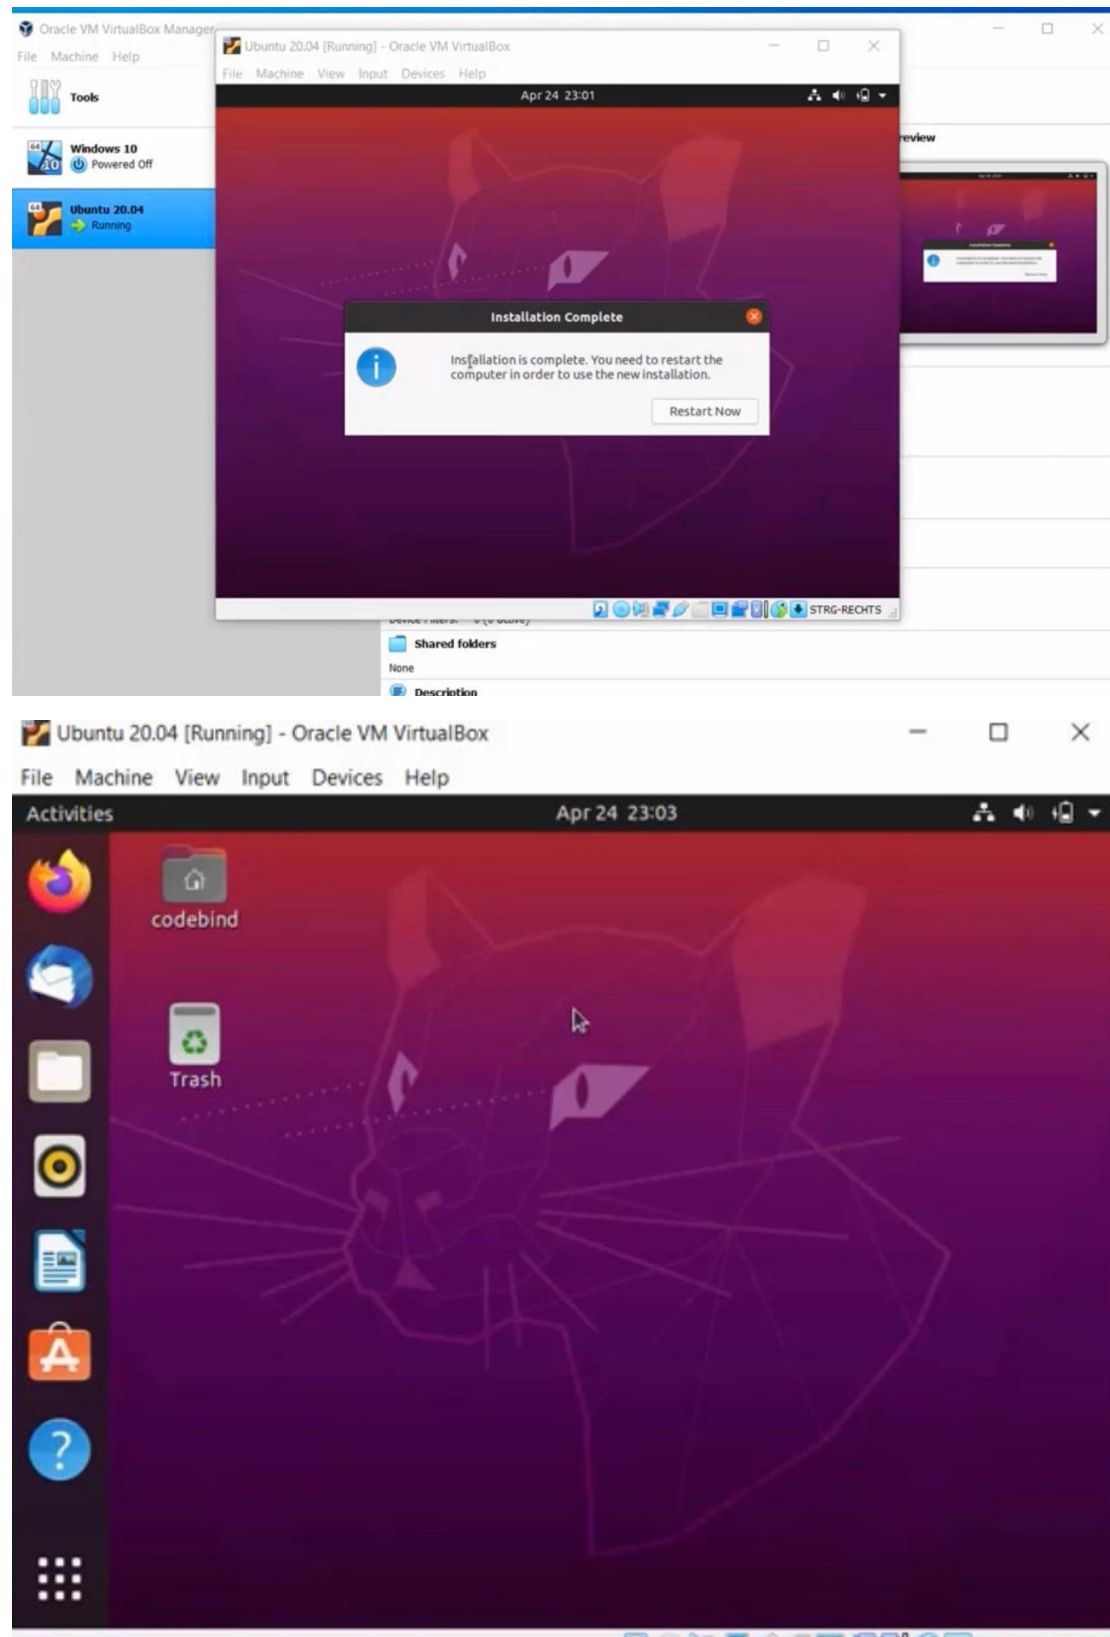 Oracle VM VirtualBox Manager
File Machine Help
Tools
Windows 10
Powered Off
Ubuntu 20.04
Running
Ubuntu 20.04 [Running] - Oracle VM VirtualBox
File Machine View Input Devices Help
Apr 24 23:01
Installation Complete
Installation is complete. You need to restart the
computer in order to use the new installation.
Restart Now
STRG-RECHTS
review
Shared folders
None
Description
Ubuntu 20.04 [Running] - Oracle VM VirtualBox
File Machine View Input Devices Help
Activities
Apr 24 23:03
codebind
Trash